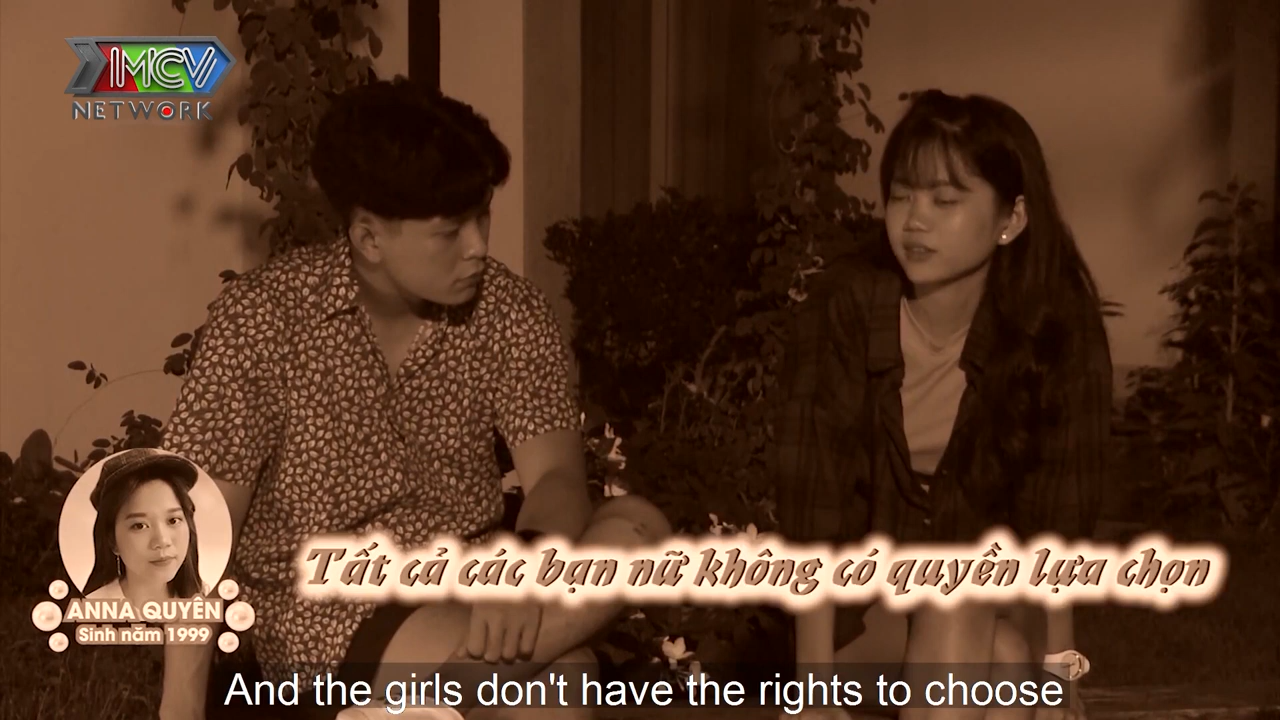 MCV
NETWORK
Tất cả các bạn nữ không có quyền lựa chọn
ANNA QUYÊN
Sinh năm 1999
And the girls don't have the rights to choose